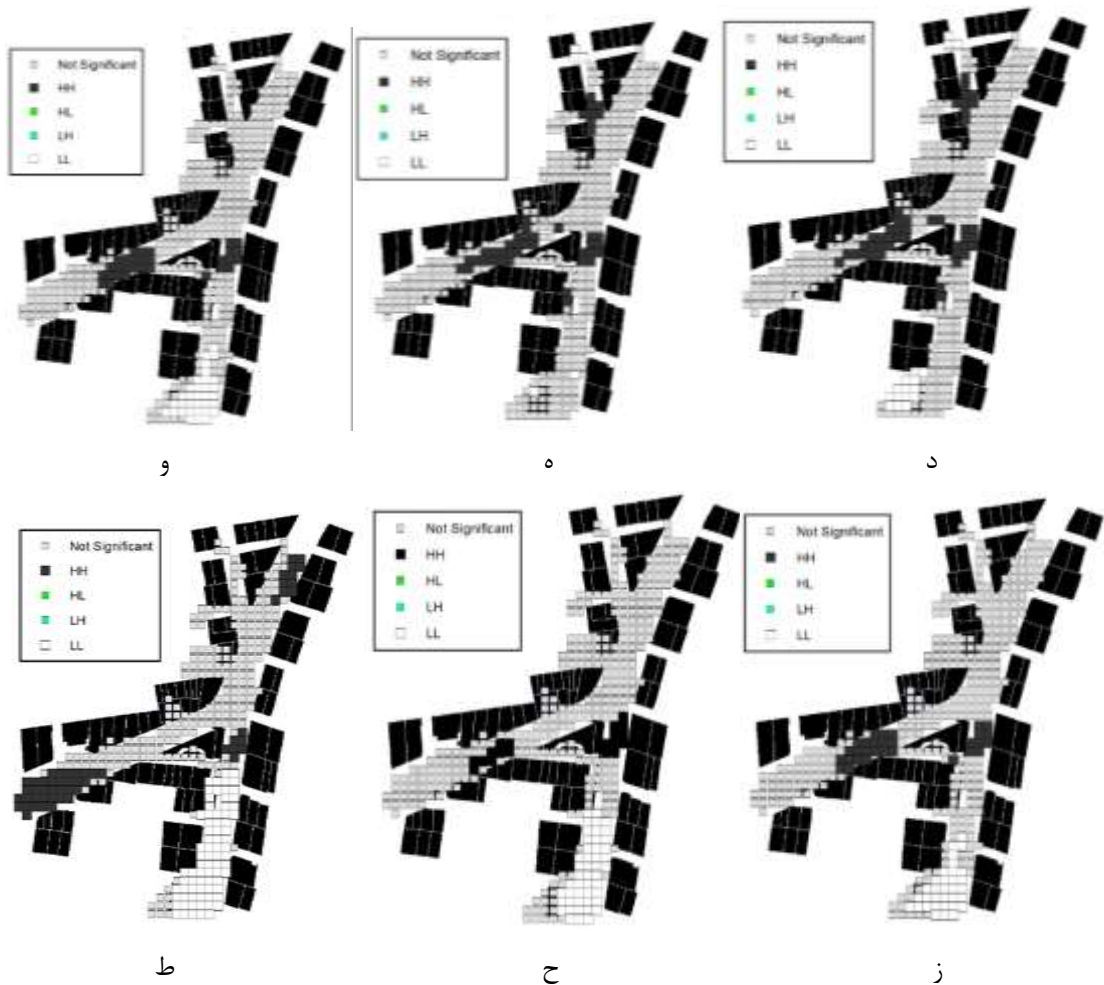 Not Significant
HH
HL
LH
LL
Not Significant
HH
HL
LH
LL
Not Significant
HH
HL
LH
LL
د
ه
و
Not Significant
HH
HL
LH
LL
Not Significant
HH
HL
LH
LL
Not Significant
HH
HL
LH
LL
ز
ح
ط